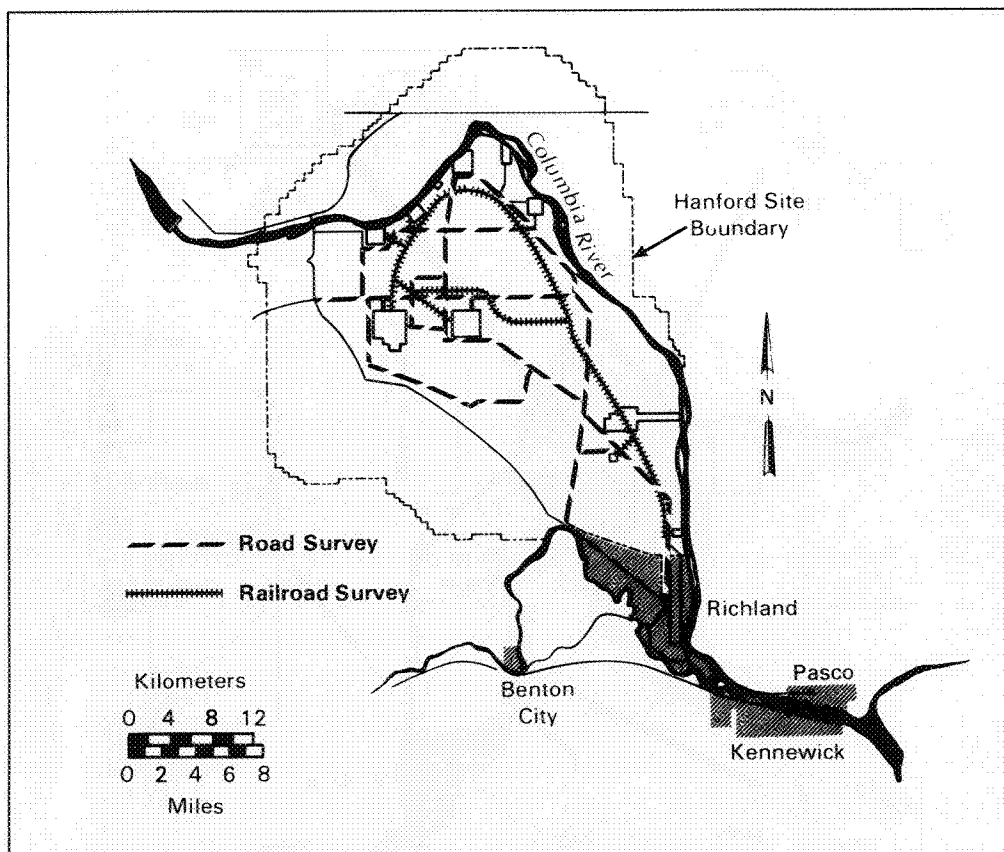 Columbia River
Hanford Site
Boundary
N
Road Survey
Railroad Survey
Richland
Kilometers
0 4 8 12
0 2 4 6 8
Miles
Benton
City
Pasco
Kennewick